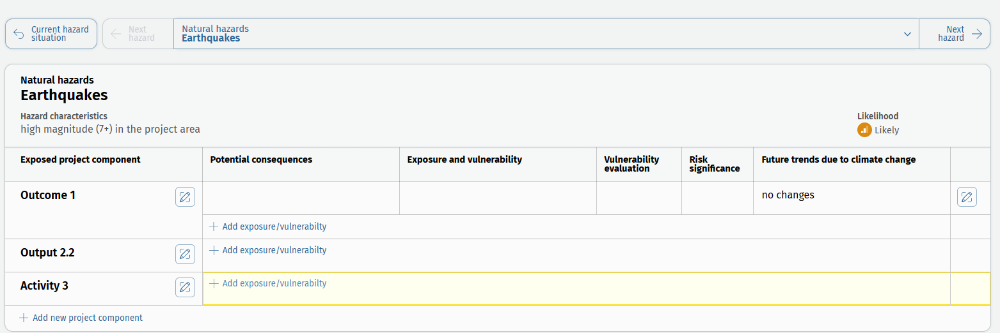 Current hazard
situation
Next
hazard
Natural hazards
Earthquakes
Next
hazard
Natural hazards
Earthquakes
Hazard characteristics
high magnitude (7+) in the project area
Likelihood
Likely
Exposed project component
Potential consequences
Exposure and vulnerability
Vulnerability
evaluation
Risk
significance
Future trends due to climate change
Outcome 1
no changes
Add exposure/vulnerabilty
Output 2.2
Add exposure/vulnerabilty
Activity 3
Add exposure/vulnerabilty
Add new project component